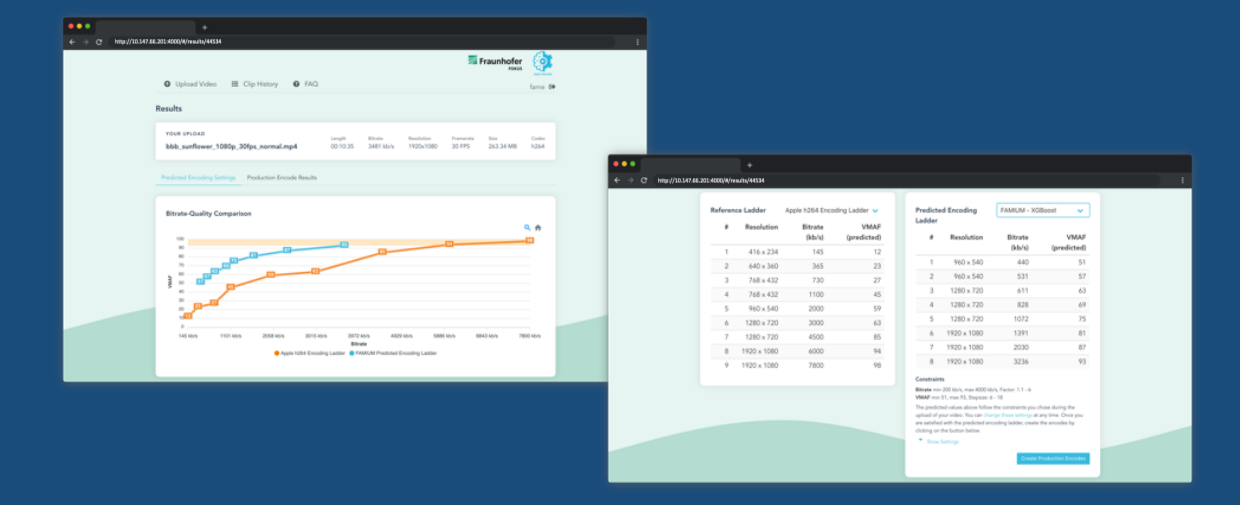 http://10.147.66.201:4000/#/results/44534
Fraunhofer
FOKUS
Upload Video Clip History FAQ
fame
Results
YOUR UPLOAD
bbb_sunflower_1080p_30fps_normal.mp4
Length Bitrate Resolution Framerate Size Codec
00:10:35 3481 kb/s 1920x1080 30 FPS 263.34 MB h264
Predicted Encoding Settings Production Encode Results
Bitrate-Quality Comparison
VMAF
100
90
80
70
60
50
40
30
20
10
0
145 kb/s 1101 kb/s 2058 kb/s 3015 kb/s 3972 kb/s 4929 kb/s 5886 kb/s 6843 kb/s 7800 kb/s
Bitrate
Apple h264 Encoding Ladder FAMIUM Predicted Encoding Ladder
http://10.147.66.201:4000/#/results/44534
Reference Ladder Apple h264 Encoding Ladder
# Resolution Bitrate (kb/s) VMAF (predicted)
1 416 x 234 145 12
2 640 x 360 365 23
3 768 x 432 730 27
4 768 x 432 1100 45
5 960 x 540 2000 59
6 1280 x 720 3000 63
7 1280 x 720 4500 85
8 1920 x 1080 6000 94
9 1920 x 1080 7800 98
Predicted Encoding Ladder FAMIUM - XGBoost
# Resolution Bitrate (kb/s) VMAF (predicted)
1 960 x 540 440 51
2 960 x 540 531 57
3 1280 x 720 611 63
4 1280 x 720 828 69
5 1280 x 720 1072 75
6 1920 x 1080 1391 81
7 1920 x 1080 2030 87
8 1920 x 1080 3236 93
Constraints
Bitrate min 200 kb/s, max 4000 kb/s, Factor: 1.1 - 6
VMAF min 51, max 93, Stepsize: 6 - 18
The predicted values above follow the constraints you chose during the
upload of your video. You can change these settings at any time. Once you
are satisfied with the predicted encoding ladder, create the encodes by
clicking on the button below.
Show Settings
Create Production Encodes